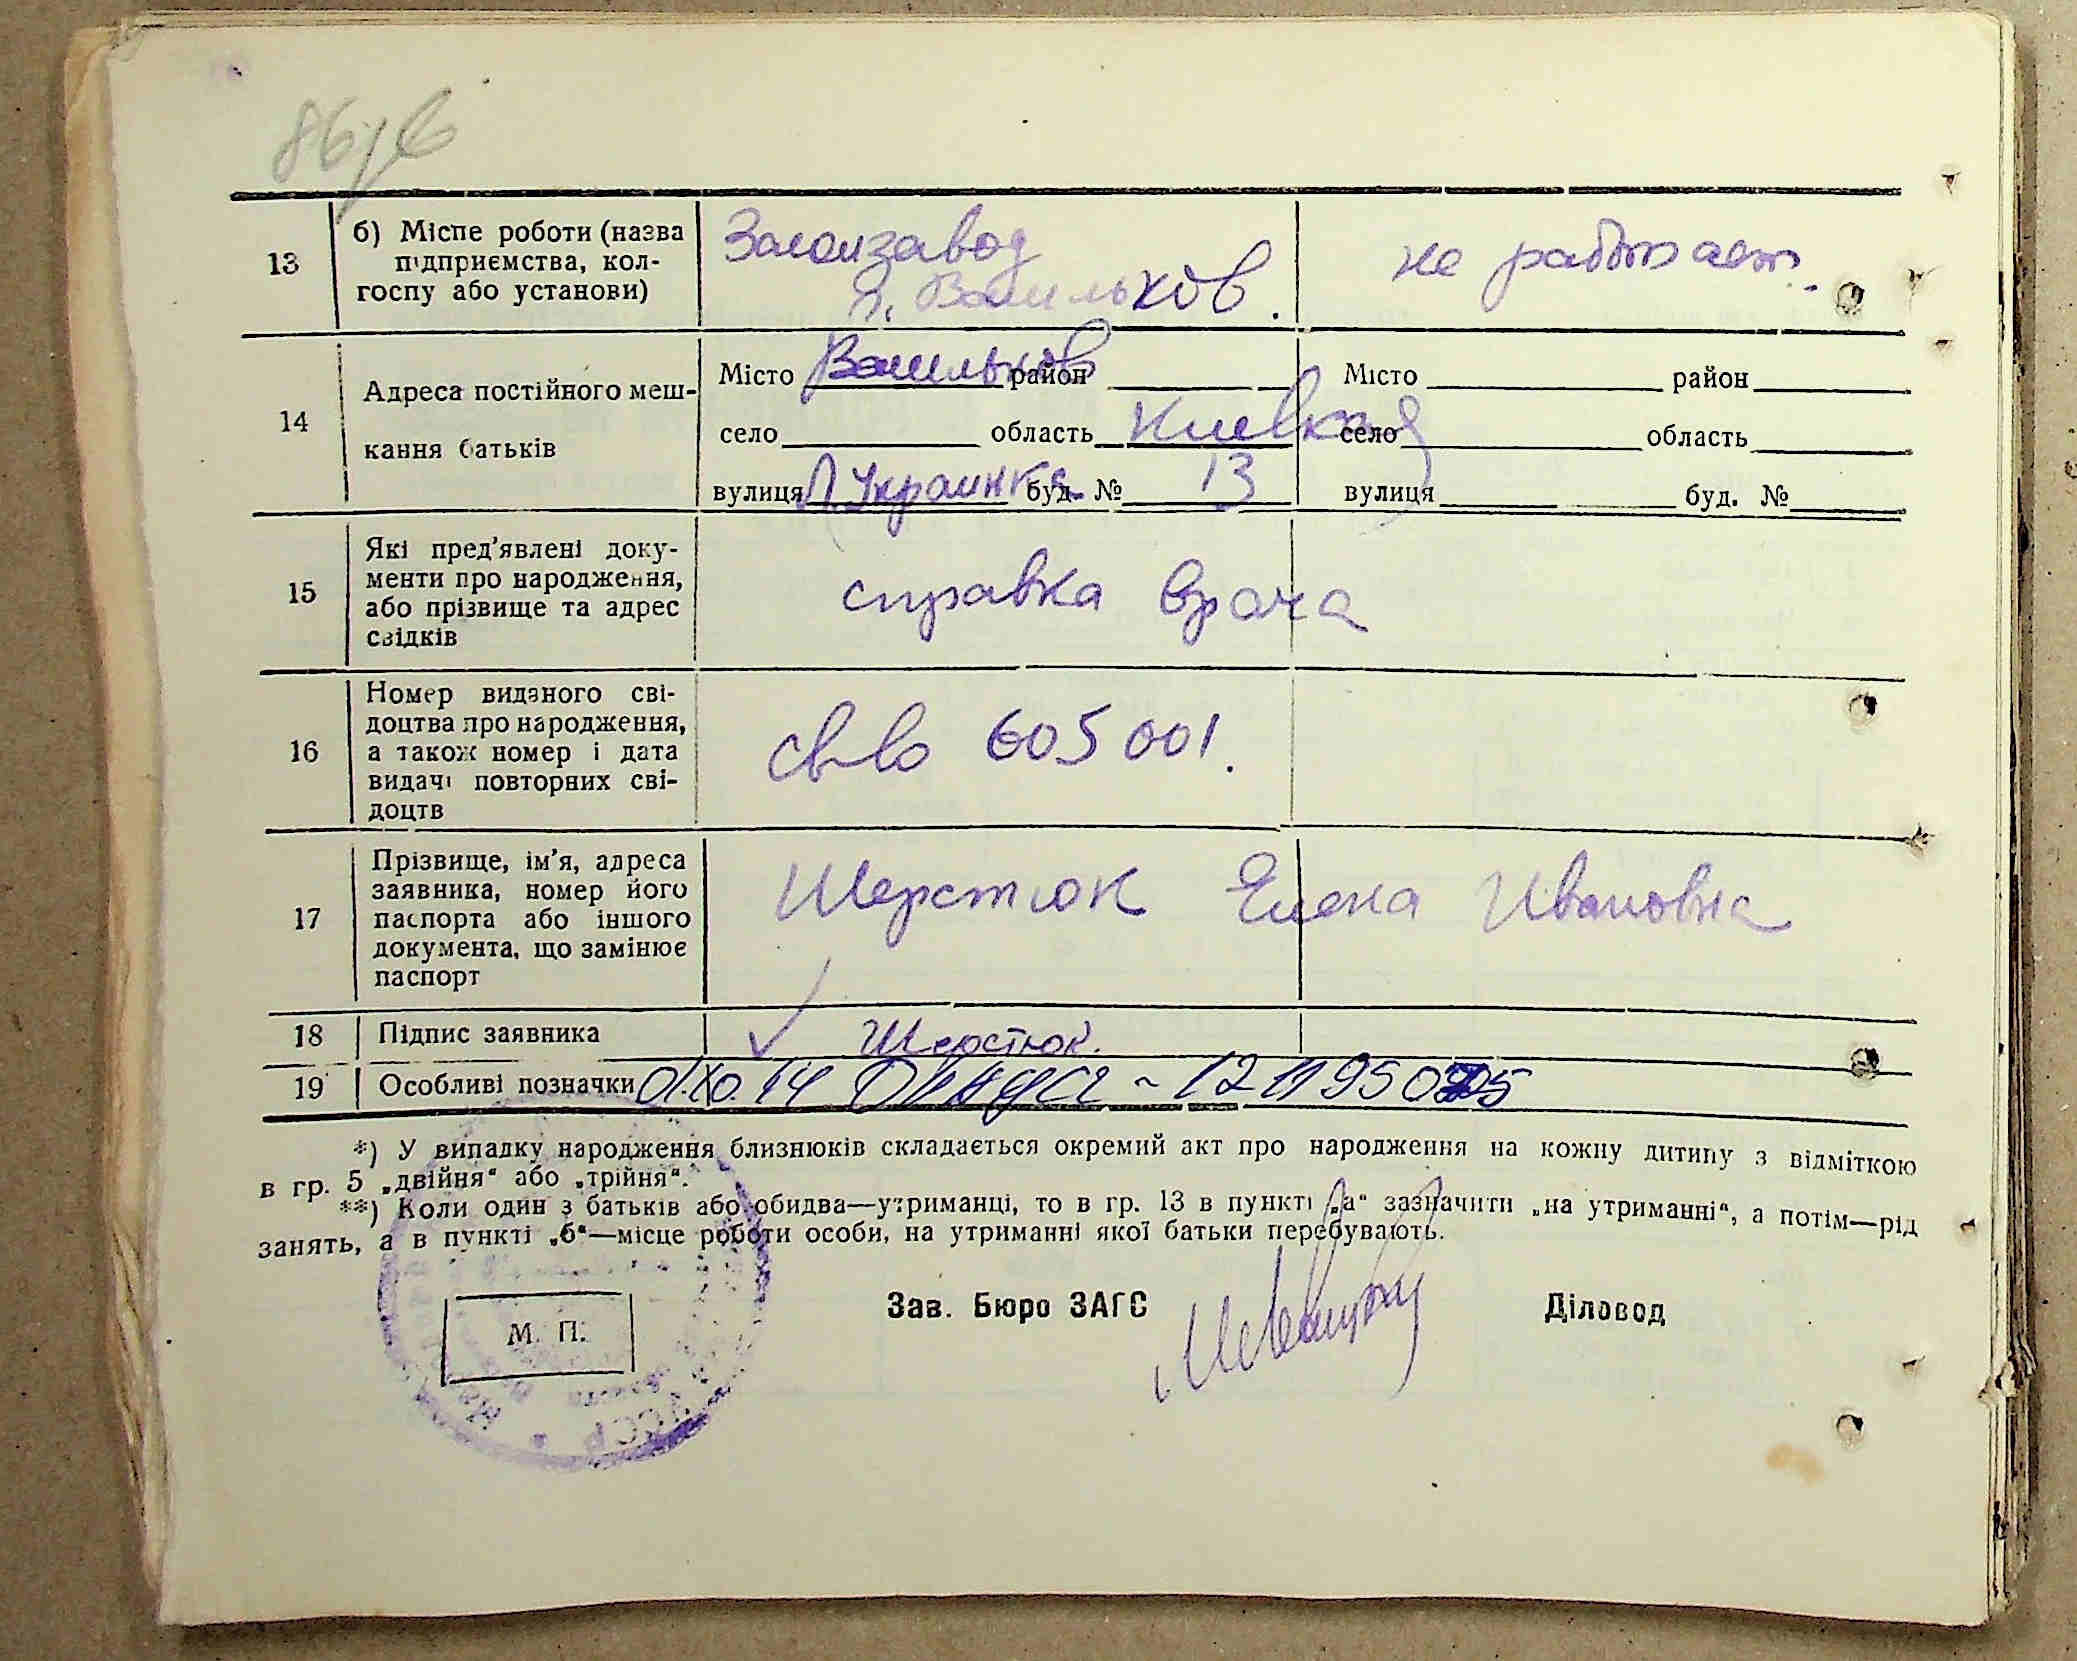 13
б) Місце роботи (назва
підприємства, кол-
госпу або установи)
г. Васильков.
не работает.
14
Адреса постійного меш-
кання батьків
Місто Васильков район
село область Киевская
вулиця Л. Украинки буд. № 13
Місто район
село область
вулиця буд. №
15
Які пред'явлені доку-
менти про народження,
або прізвище та адрес
свідків
справка врача
16
Номер виданого сві-
доцтва про народження,
а також номер і дата
видачі повторних сві-
доцтв
св-во 605001.
17
Прізвище, ім'я, адреса
заявника, номер його
паспорта або іншого
документа, що замінює
паспорт
Шерстюк Елена Ивановна
18
Підпис заявника
Шерстюк.
19
Особливі позначки
*) У випадку народження близнюків складається окремий акт про народження на кожну дитину з відміткою
в гр. 5 „двійня" або „трійня".
**) Коли один з батьків або обидва—утриманці, то в гр. 13 в пункті „а" зазначити „на утриманні", а потім—рід
занять, а в пункті „б"—місце роботи особи, на утриманні якої батьки перебувають.
М. П.
Зав. Бюро ЗАГС
Діловод